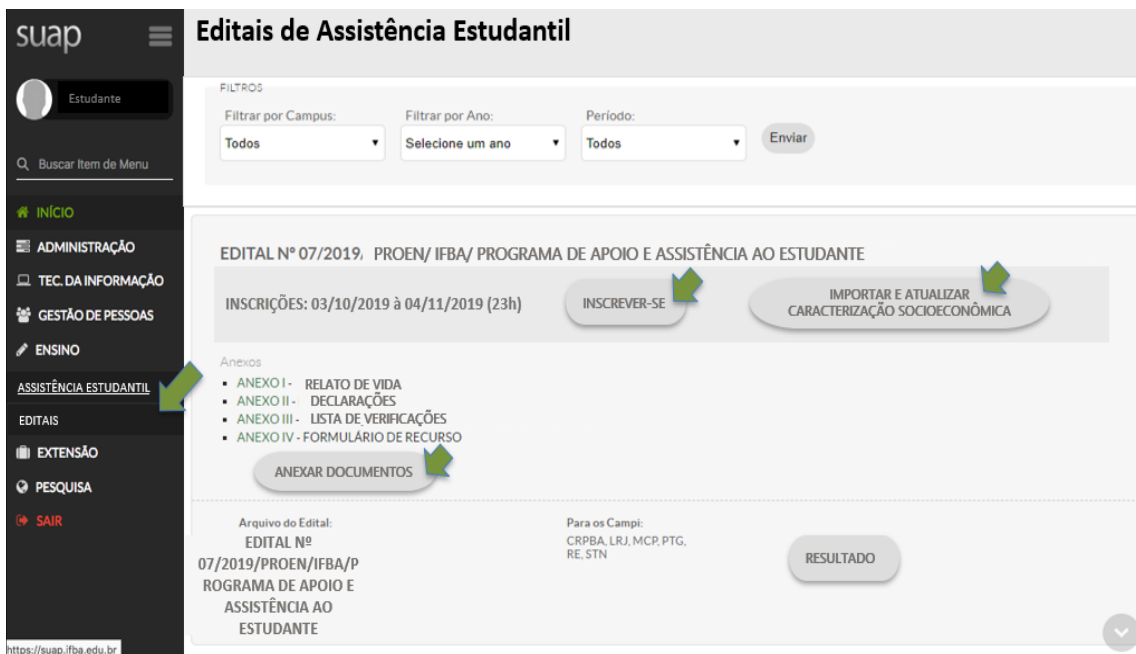 suap
Editais de Assistência Estudantil
Estudante
Buscar Item de Menu
INÍCIO
ADMINISTRAÇÃO
TEC. DA INFORMAÇÃO
GESTÃO DE PESSOAS
ENSINO
ASSISTÊNCIA ESTUDANTIL
EDITAIS
EXTENSÃO
PESQUISA
SAIR
https://suap.ifba.edu.br
FILTROS
Filtrar por Campus: Filtrar por Ano: Período:
Todos Selecione um ano Todos Enviar
EDITAL Nº 07/2019, PROEN/ IFBA/ PROGRAMA DE APOIO E ASSISTÊNCIA AO ESTUDANTE
INSCRIÇÕES: 03/10/2019 à 04/11/2019 (23h)
INSCREVER-SE
IMPORTAR E ATUALIZAR
CARACTERIZAÇÃO SOCIOECONÔMICA
Anexos
ANEXO I - RELATO DE VIDA
ANEXO II - DECLARAÇÕES
ANEXO III - LISTA DE VERIFICAÇÕES
ANEXO IV - FORMULÁRIO DE RECURSO
ANEXAR DOCUMENTOS
Arquivo do Edital:
EDITAL Nº
07/2019/PROEN/IFBA/P
ROGRAMA DE APOIO E
ASSISTÊNCIA AO
ESTUDANTE
Para os Campi:
CRPBA, LRJ, MCP, PTG,
RE, STN
RESULTADO